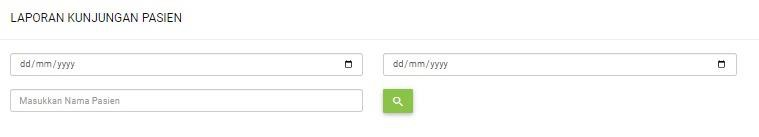 LAPORAN KUNJUNGAN PASIEN
dd/mm/yyyy dd/mm/yyyy
Masukkan Nama Pasien